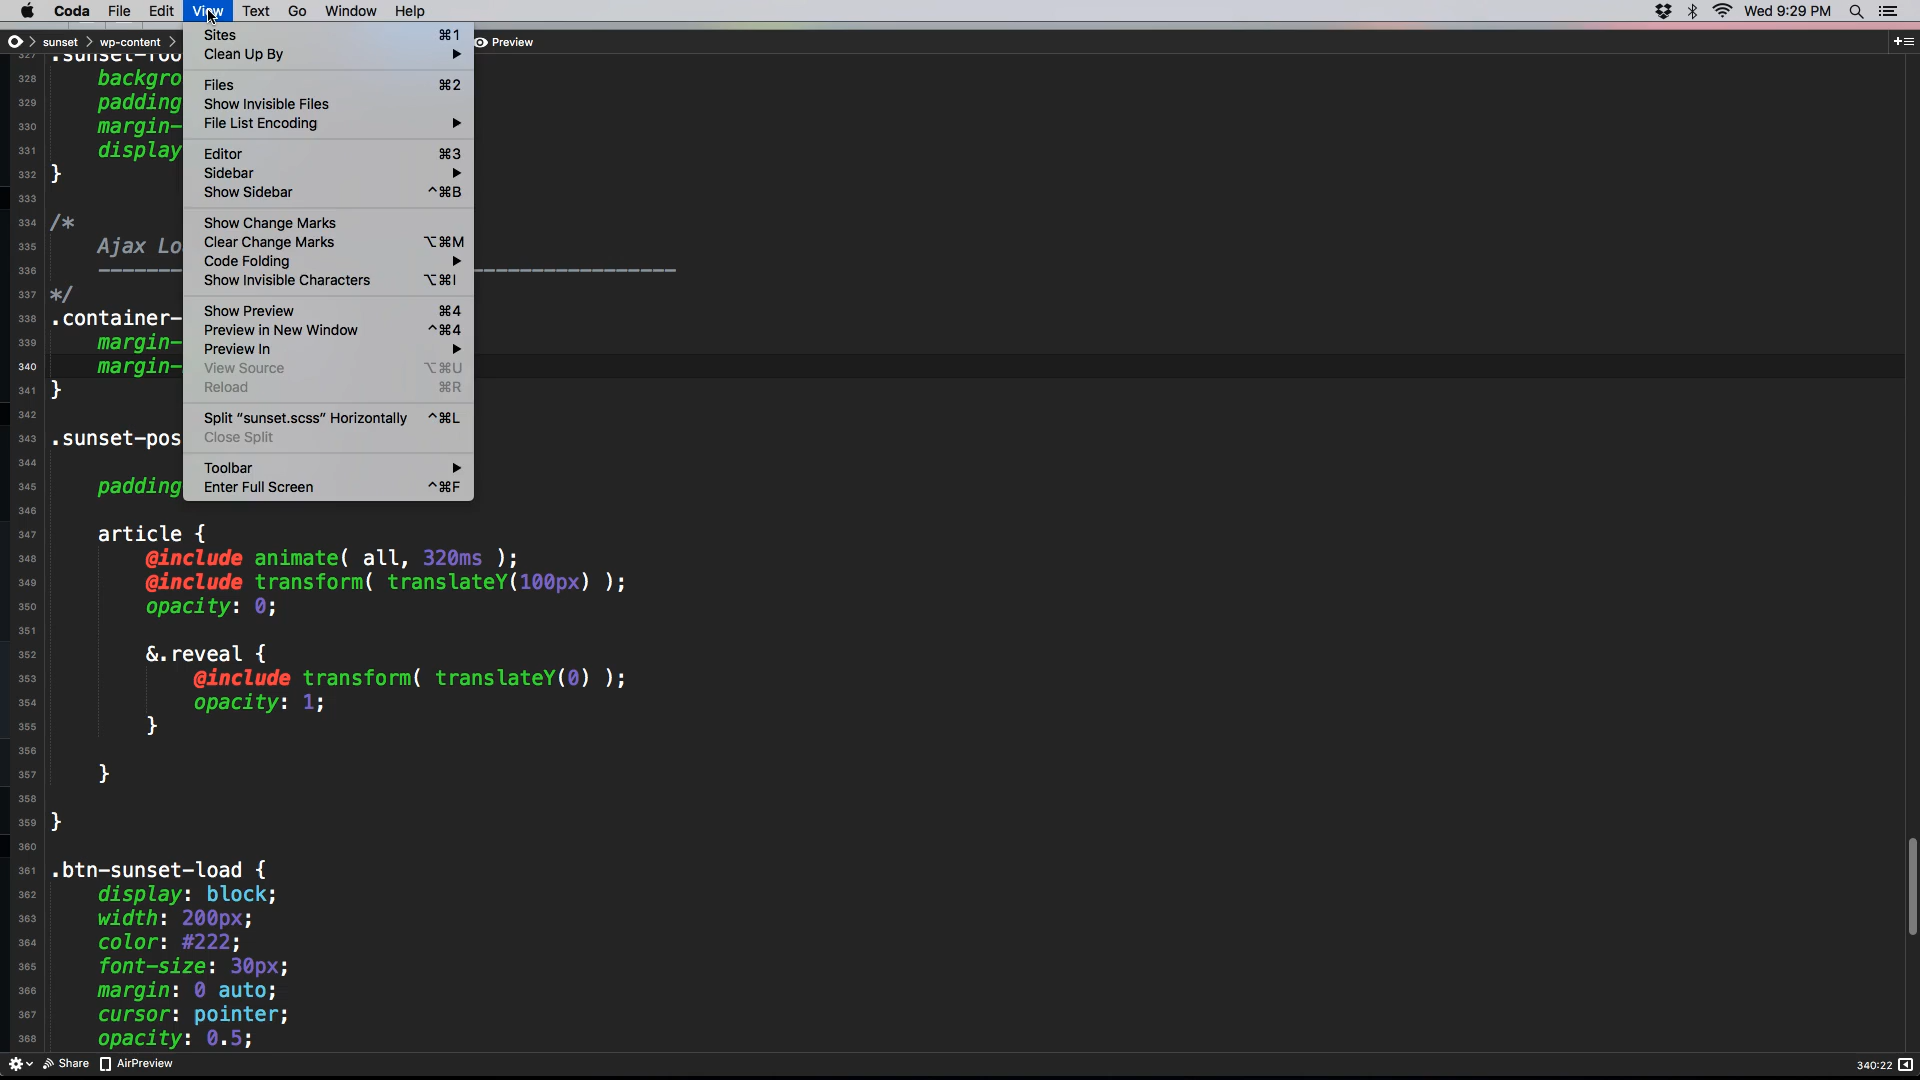 Coda File Edit View Text Go Window Help Wed 9:29 PM
sunset wp-content Preview
Sites ⌘1
Clean Up By
Files ⌘2
Show Invisible Files
File List Encoding
Editor ⌘3
Sidebar
Show Sidebar ^⌘B
Show Change Marks
Clear Change Marks ⌥⌘M
Code Folding
Show Invisible Characters ⌥⌘I
Show Preview ⌘4
Preview in New Window ^⌘4
Preview In
View Source ⌥⌘U
Reload ⌘R
Split “sunset.scss” Horizontally ^⌘L
Close Split
Toolbar
Enter Full Screen ^⌘F
327 .sunset-foo
328 backgro
329 padding
330 margin-
331 display
332 }
333
334 /*
335 Ajax Lo
336
337 */
338 .container-
339 margin-
340 margin-
341 }
342
343 .sunset-pos
344
345 padding
346
347 article {
348 @include animate( all, 320ms );
349 @include transform( translateY(100px) );
350 opacity: 0;
351
352 &.reveal {
353 @include transform( translateY(0) );
354 opacity: 1;
355 }
356
357 }
358
359 }
360
361 .btn-sunset-load {
362 display: block;
363 width: 200px;
364 color: #222;
365 font-size: 30px;
366 margin: 0 auto;
367 cursor: pointer;
368 opacity: 0.5;
Share AirPreview 340:22